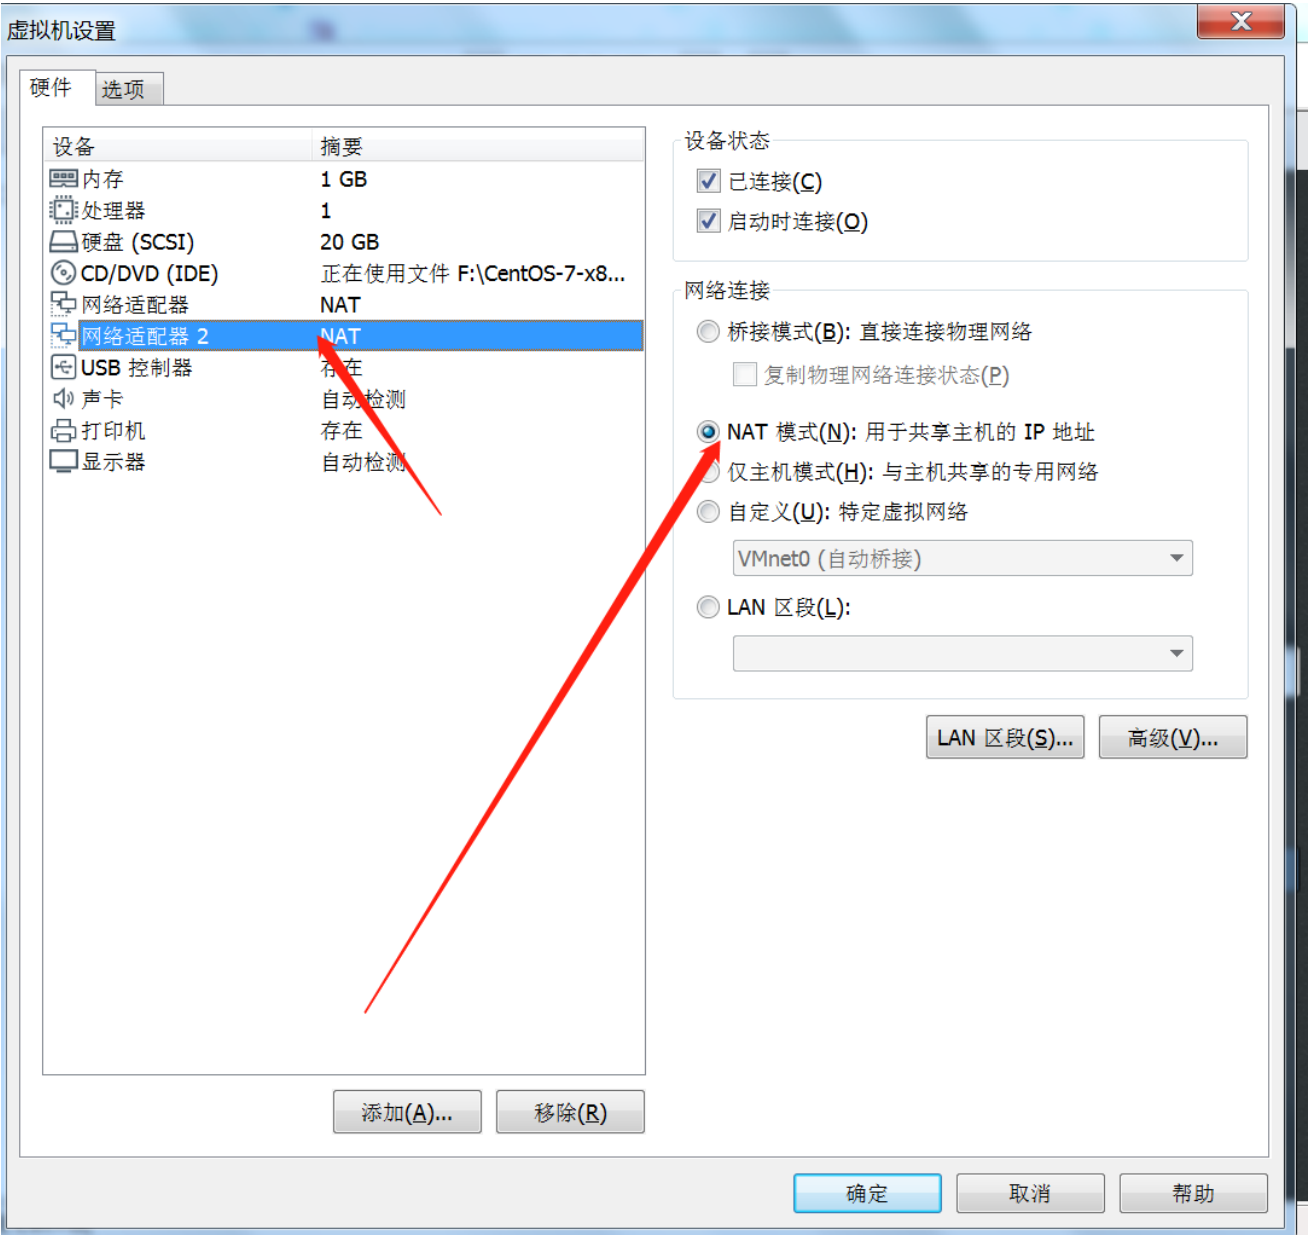 虚拟机设置
硬件
选项
设备 摘要
内存 1 GB
处理器 1
硬盘 (SCSI) 20 GB
CD/DVD (IDE) 正在使用文件 F:\CentOS-7-x8...
网络适配器 NAT
网络适配器 2 NAT
USB 控制器 存在
声卡 自动检测
打印机 存在
显示器 自动检测
添加(A)...
移除(R)
设备状态
已连接(C)
启动时连接(O)
网络连接
桥接模式(B): 直接连接物理网络
复制物理网络连接状态(P)
NAT 模式(N): 用于共享主机的 IP 地址
仅主机模式(H): 与主机共享的专用网络
自定义(U): 特定虚拟网络
VMnet0 (自动桥接)
LAN 区段(L):
LAN 区段(S)...
高级(V)...
确定
取消
帮助